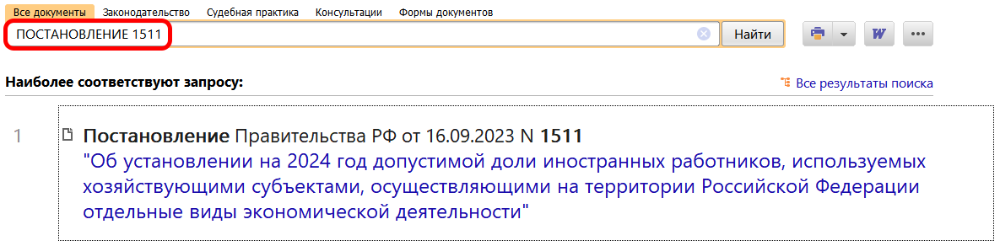 Все документы Законодательство Судебная практика Консультации Формы документов
ПОСТАНОВЛЕНИЕ 1511 Найти W
Наиболее соответствуют запросу: Все результаты поиска
1 Постановление Правительства РФ от 16.09.2023 N 1511
"Об установлении на 2024 год допустимой доли иностранных работников, используемых
хозяйствующими субъектами, осуществляющими на территории Российской Федерации
отдельные виды экономической деятельности"